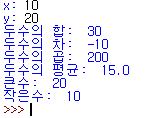 x: 10
y: 20
두수의 합: 30
두수의 차: -10
두수의 곱: 200
두수의 평균: 15.0
큰수: 20
작은수: 10
>>>